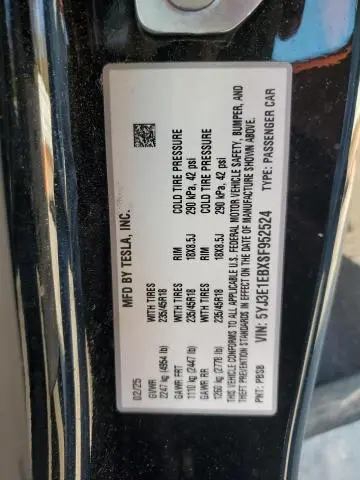 MFD BY TESLA, INC.
02/25
GVWR
2247 kg (4954 lb)
WITH TIRES
235/45R18
GAWR FRT
1110 kg (2447 lb)
WITH TIRES
235/45R18
RIM
18X8.5J
COLD TIRE PRESSURE
290 kPa, 42 psi
GAWR RR
1260 kg (2778 lb)
WITH TIRES
235/45R18
RIM
18X8.5J
COLD TIRE PRESSURE
290 kPa, 42 psi
THIS VEHICLE CONFORMS TO ALL APPLICABLE U.S. FEDERAL MOTOR VEHICLE SAFETY, BUMPER, AND
THEFT PREVENTION STANDARDS IN EFFECT ON THE DATE OF MANUFACTURE SHOWN ABOVE.
VIN: 5YJ3E1EBXSF952524
PNT: PBSB
TYPE: PASSENGER CAR